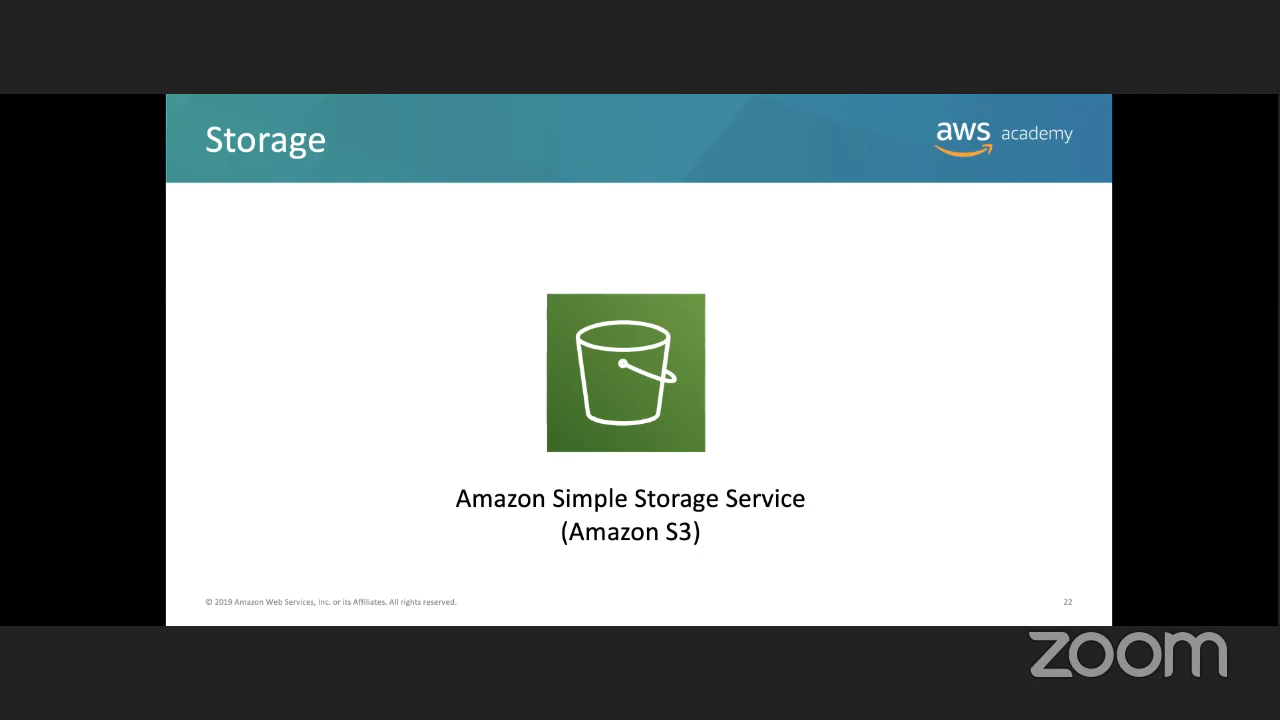 Storage
aws academy
Amazon Simple Storage Service
(Amazon S3)
© 2019 Amazon Web Services, Inc. or its Affiliates. All rights reserved.
22
zoom